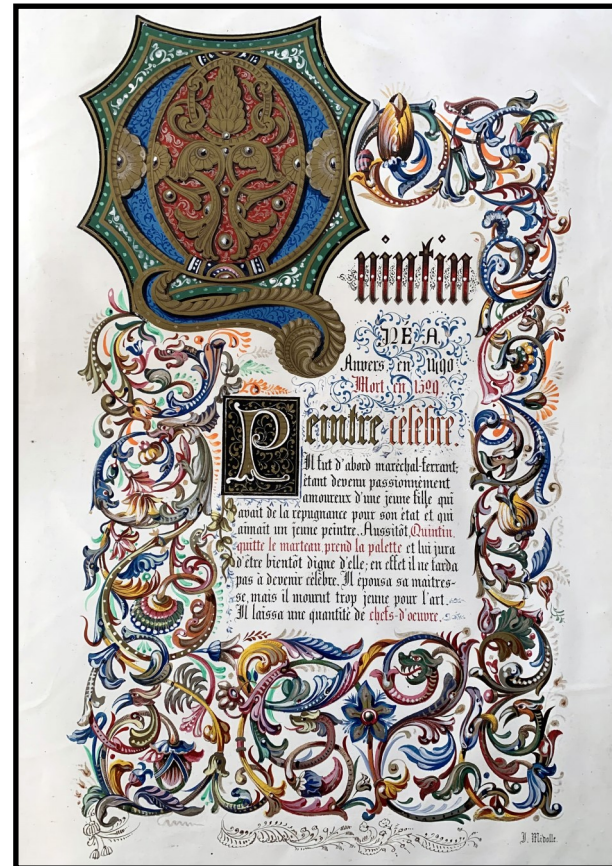 Quintin
NÉ A
Anvers en 1490
Mort en 1529
Peintre célèbre
Il fut d'abord maréchal-ferrant;
étant devenu passionnément
amoureux d'une jeune fille qui
avait de la répugnance pour son état et qui
aimait un jeune peintre. Aussitôt, Quintin
quitte le marteau, prend la palette et lui jura
d'être bientôt digne d'elle; en effet il ne tarda
pas à devenir célèbre. Il épousa sa maitres-
se, mais il mourut trop jeune pour l'art.
Il laissa une quantité de chefs-d'oeuvre.
J. Midolle.